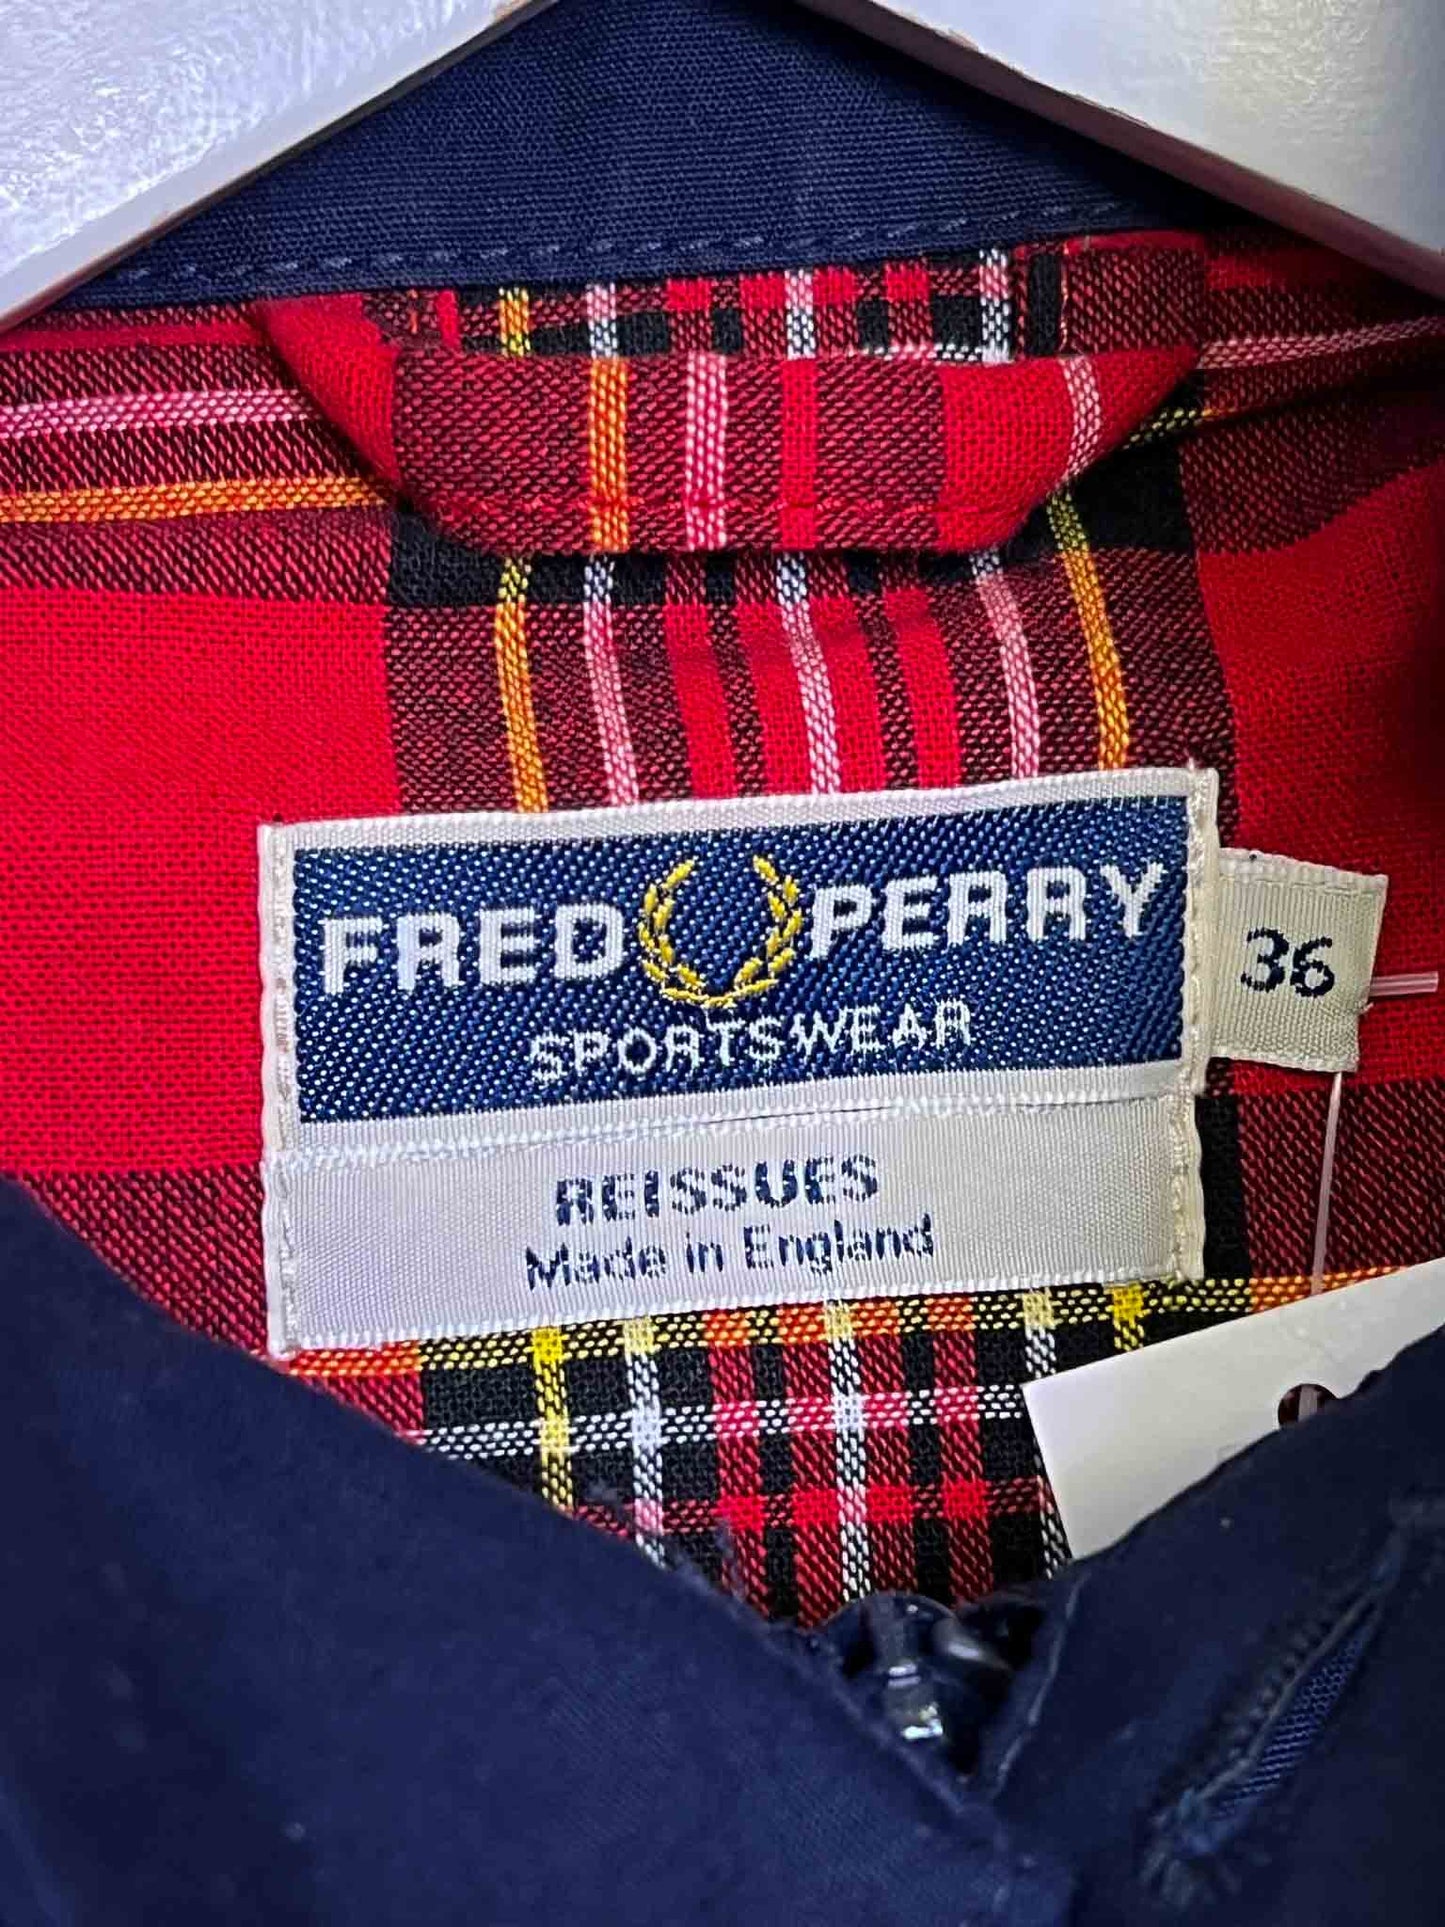 FRED PERRY
SPORTSWEAR
36
REISSUES
Made in England